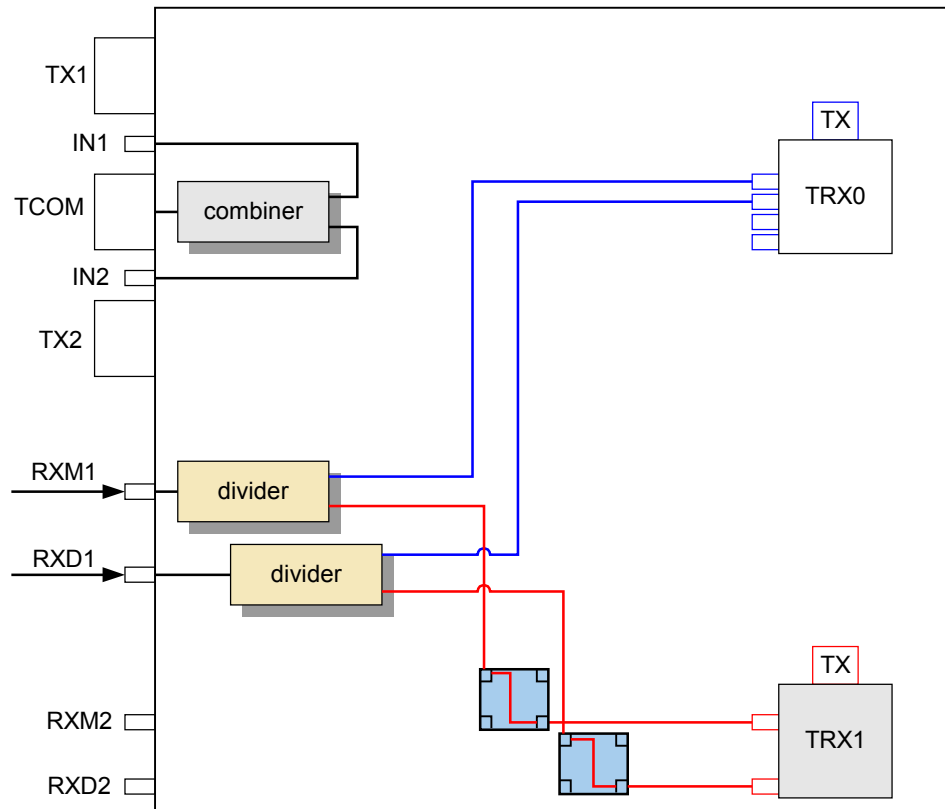 TX1
IN1
TCOM
IN2
TX2
combiner
TX
TRX0
RXM1
divider
RXD1
divider
RXM2
RXD2
TX
TRX1